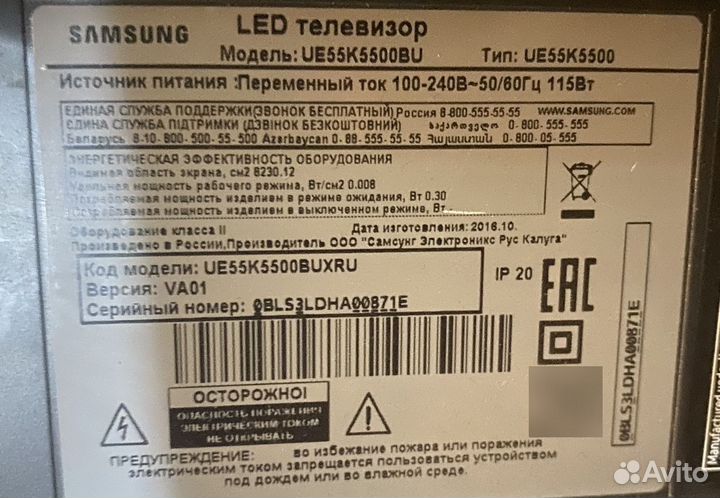 SAMSUNG
LED телевизор
Модель: UE55K5500BU Тип: UE55K5500
Источник питания :Переменный ток 100-240В~50/60Гц 115Вт
ЕДИНАЯ СЛУЖБА ПОДДЕРЖКИ(ЗВОНОК БЕСПЛАТНЫЙ) Россия 8-800-555-55-55 WWW.SAMSUNG.COM
ЄДИНА СЛУЖБА ПІДТРИМКИ (ДЗВІНОК БЕЗКОШТОВНИЙ) საქართველო 0-800-555-555
Беларусь 8-10-800-500-55-500 Azərbaycan 0-88-555-55-55 Հայաստան 0-800-05-555
ЭНЕРГЕТИЧЕСКАЯ ЭФФЕКТИВНОСТЬ ОБОРУДОВАНИЯ
Видимая область экрана, см2 8230.12
Удельная мощность рабочего режима, Вт/см2 0.008
Потребляемая мощность изделием в режиме ожидания, Вт 0.30
Потребляемая мощность изделием в выключенном режиме, Вт -
Оборудование класса II Дата изготовления: 2016.10.
Произведено в России,Производитель ООО "Самсунг Электроникс Рус Калуга"
Код модели: UE55K5500BUXRU
Версия: VA01
Серийный номер: 0BLS3LDHA00871E
IP 20
EAC
0BLS3LDHA00871E
ОСТОРОЖНО!
ОПАСНОСТЬ ПОРАЖЕНИЯ
ЭЛЕКТРИЧЕСКИМ ТОКОМ
НЕ ОТКРЫВАТЬ
ПРЕДУПРЕЖДЕНИЕ: во избежание пожара или поражения
электрическим током запрещается пользоваться устройством
под дождем или во влажной среде.
Manufactured
Avito